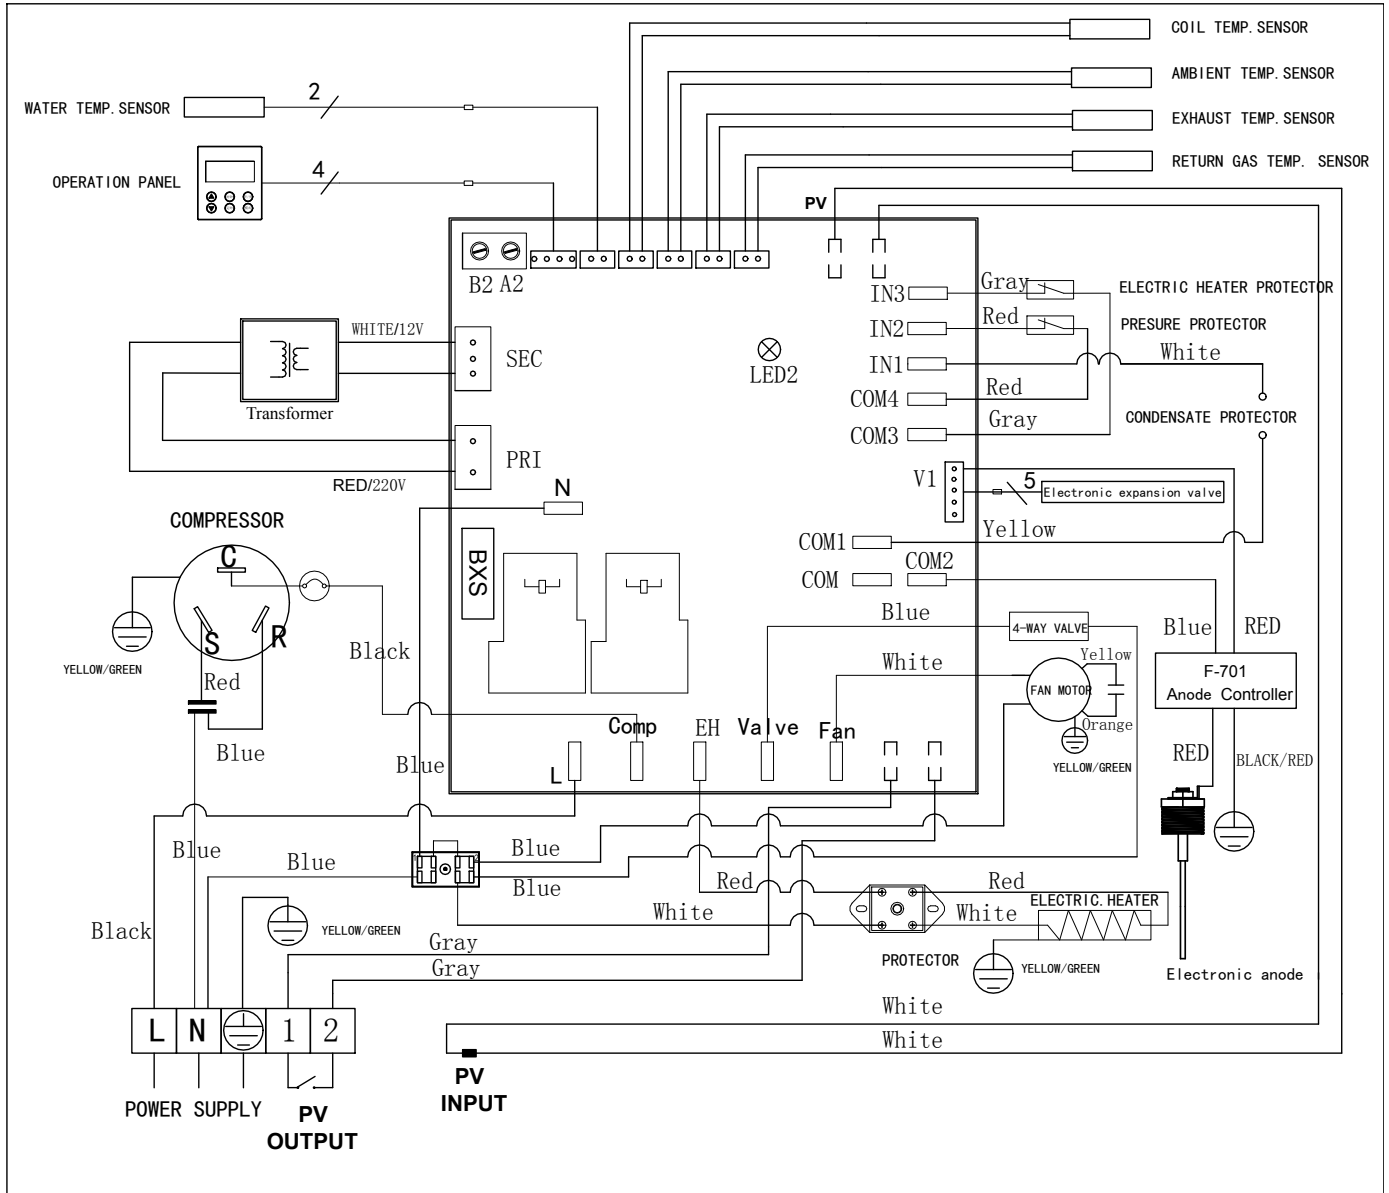 COIL TEMP. SENSOR
AMBIENT TEMP. SENSOR
WATER TEMP. SENSOR
2
EXHAUST TEMP. SENSOR
RETURN GAS TEMP. SENSOR
OPERATION PANEL
4
PV
B2 A2
IN3
Gray
ELECTRIC HEATER PROTECTOR
IN2
Red
PRESURE PROTECTOR
WHITE/12V
SEC
LED2
IN1
White
Transformer
COM4
Red
CONDENSATE PROTECTOR
COM3
Gray
PRI
RED/220V
V1
5
Electronic expansion valve
N
COMPRESSOR
Yellow
COM1
COM2
COM
C
BXS
S
R
YELLOW/GREEN
Black
Blue
4-WAY VALVE
Blue
RED
White
Yellow
FAN MOTOR
F-701
Anode Controller
Red
Orange
YELLOW/GREEN
Comp
EH
Valve
Fan
L
Blue
Blue
RED
BLACK/RED
Blue
Blue
Blue
Blue
Red
Red
White
White
ELECTRIC. HEATER
Black
YELLOW/GREEN
Gray
Gray
PROTECTOR
YELLOW/GREEN
Electronic anode
White
White
L
N
1
2
PV
INPUT
POWER SUPPLY
PV
OUTPUT